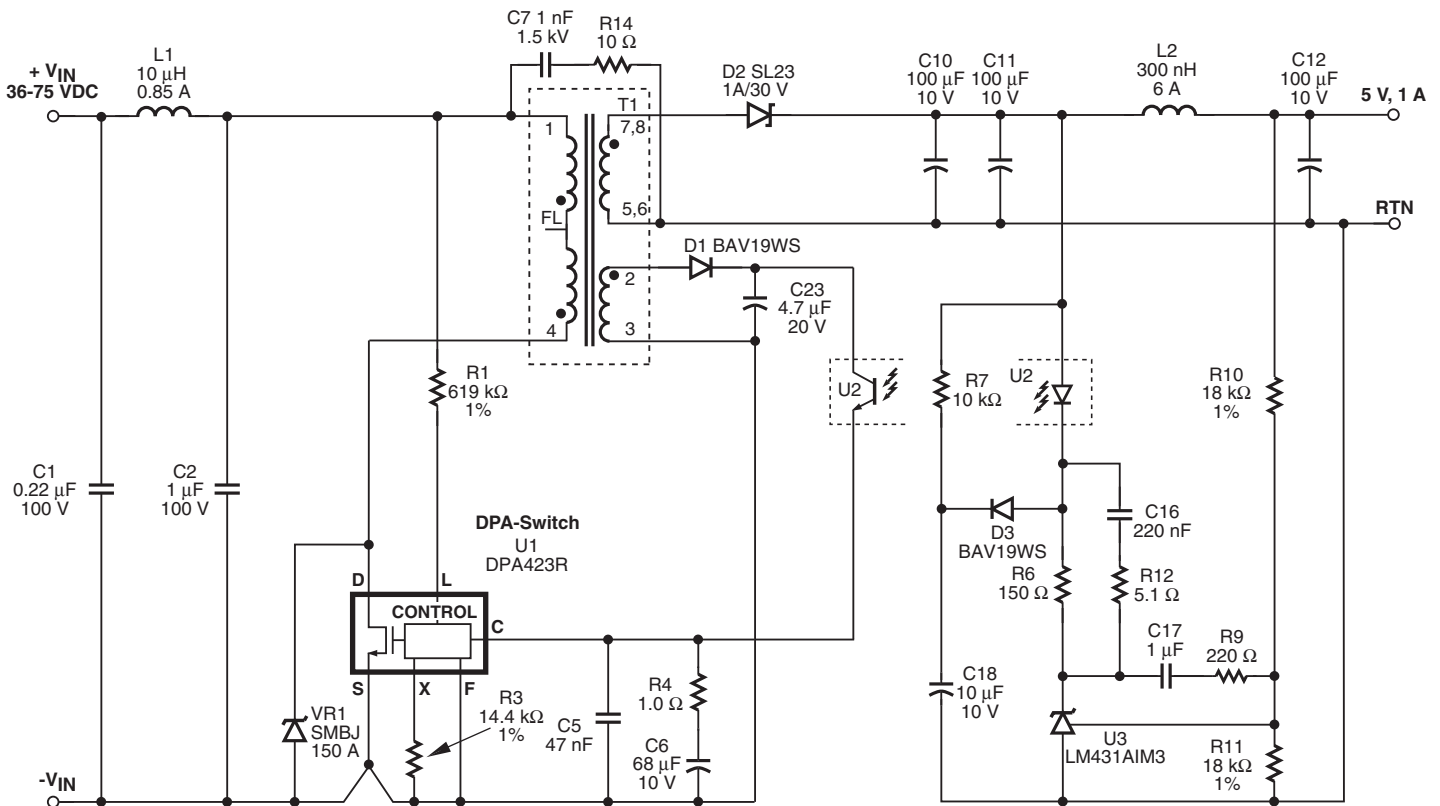 C7 1 nF
1.5 kV
R14
10 Ω
L1
10 μH
0.85 A
+ VIN
36-75 VDC
D2 SL23
1A/30 V
C10
100 μF
10 V
C11
100 μF
10 V
L2
300 nH
6 A
C12
100 μF
10 V
5 V, 1 A
T1
1
7,8
FL
5,6
RTN
D1 BAV19WS
2
4
3
C23
4.7 μF
20 V
R1
619 kΩ
1%
U2
R7
10 kΩ
U2
R10
18 kΩ
1%
C1
0.22 μF
100 V
C2
1 μF
100 V
DPA-Switch
U1
DPA423R
D3
BAV19WS
C16
220 nF
R6
150 Ω
R12
5.1 Ω
D
L
CONTROL
C
S
X
F
C17
1 μF
R9
220 Ω
VR1
SMBJ
150 A
R3
14.4 kΩ
1%
C5
47 nF
R4
1.0 Ω
C6
68 μF
10 V
C18
10 μF
10 V
U3
LM431AIM3
R11
18 kΩ
1%
-VIN